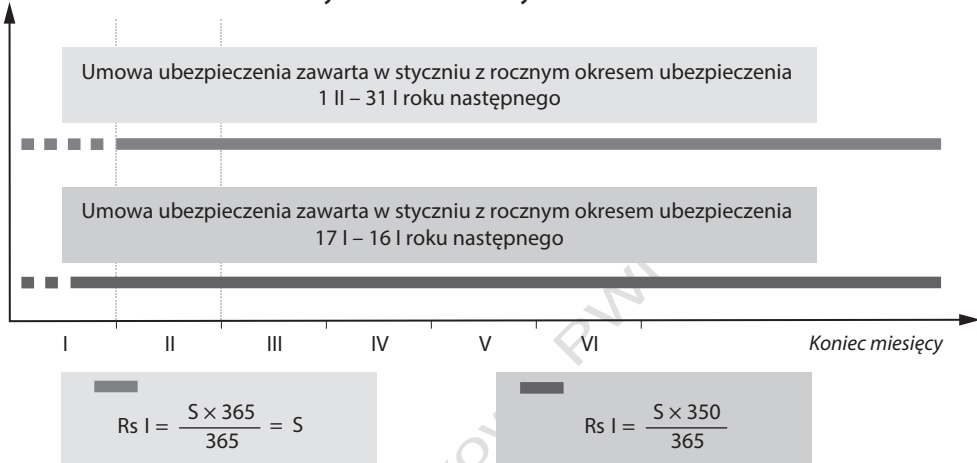 Umowa ubezpieczenia zawarta w styczniu z rocznym okresem ubezpieczenia
1 II – 31 I roku następnego
Umowa ubezpieczenia zawarta w styczniu z rocznym okresem ubezpieczenia
17 I – 16 I roku następnego
I II III IV V VI Koniec miesięcy
Rs I = S × 365 / 365 = S
Rs I = S × 350 / 365